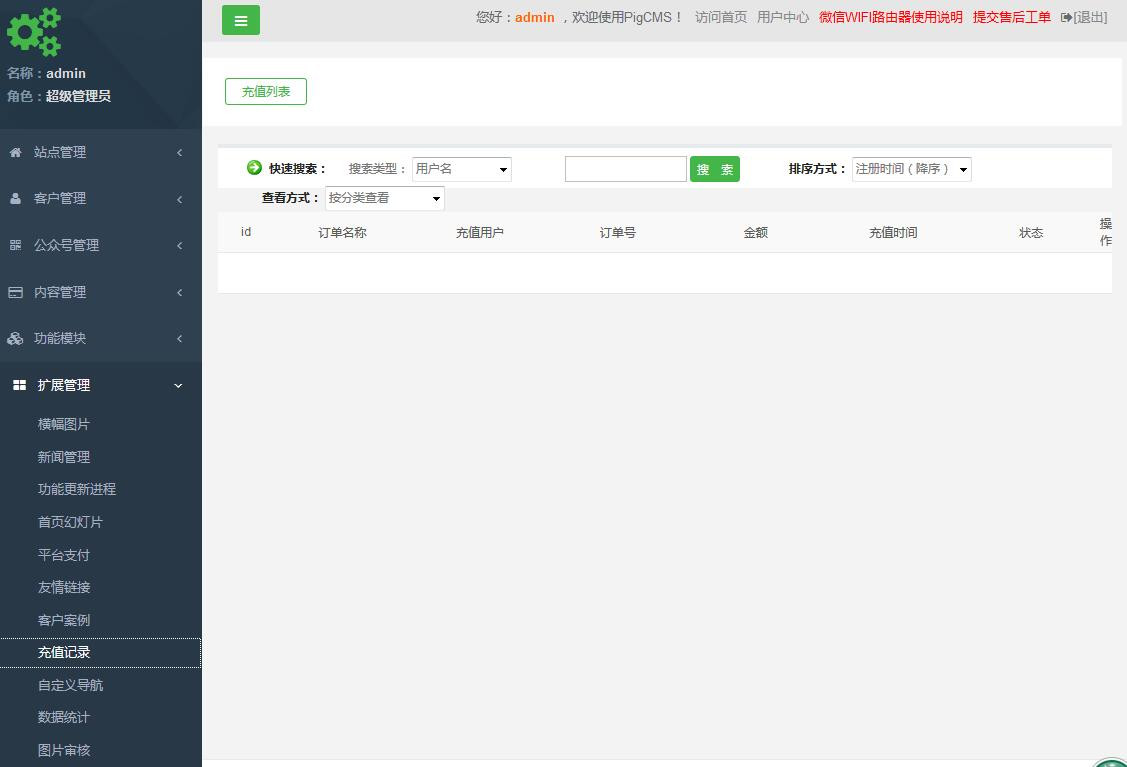 名称：admin
角色：超级管理员
站点管理
客户管理
公众号管理
内容管理
功能模块
扩展管理
横幅图片
新闻管理
功能更新进程
首页幻灯片
平台支付
友情链接
客户案例
充值记录
自定义导航
数据统计
图片审核
您好：admin ，欢迎使用PigCMS！ 访问首页 用户中心 微信WIFI路由器使用说明 提交售后工单 [退出]
充值列表
快速搜索： 搜索类型： 用户名 搜 索 排序方式： 注册时间（降序）
查看方式： 按分类查看
id 订单名称 充值用户 订单号 金额 充值时间 状态 操作